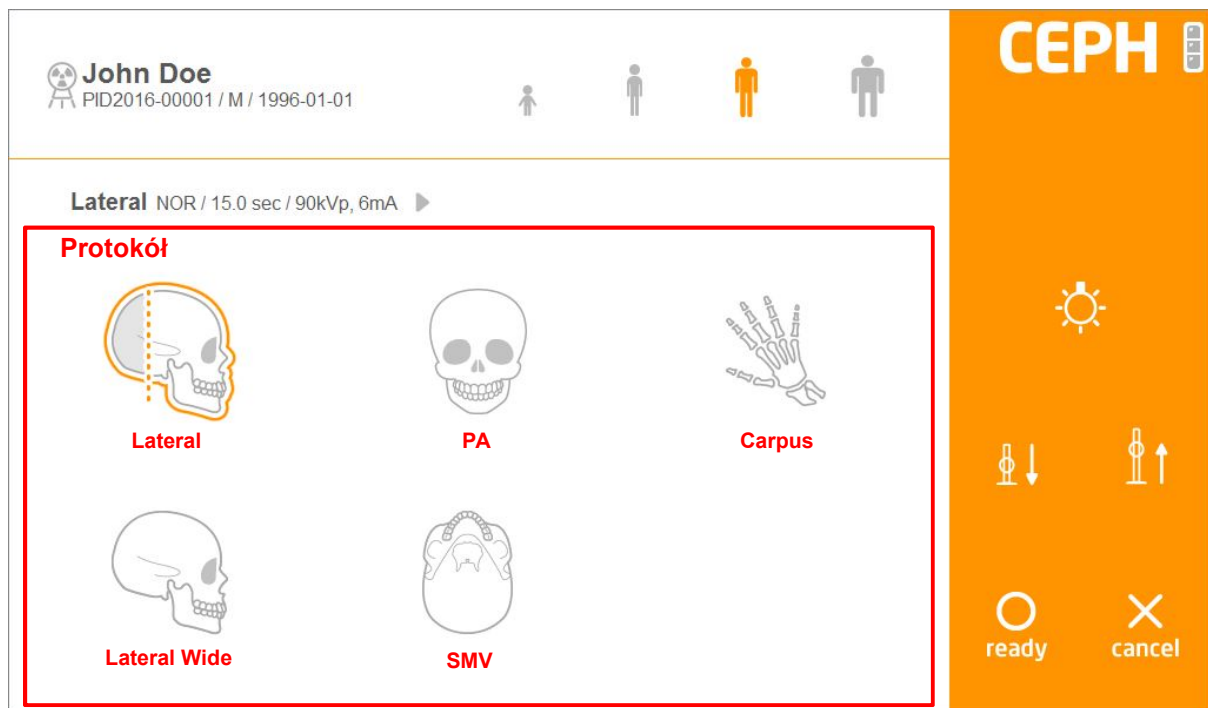 CEPH
John Doe
PID2016-00001 / M / 1996-01-01
Lateral NOR / 15.0 sec / 90kVp, 6mA
Protokół
Lateral
PA
Carpus
Lateral Wide
SMV
ready
cancel